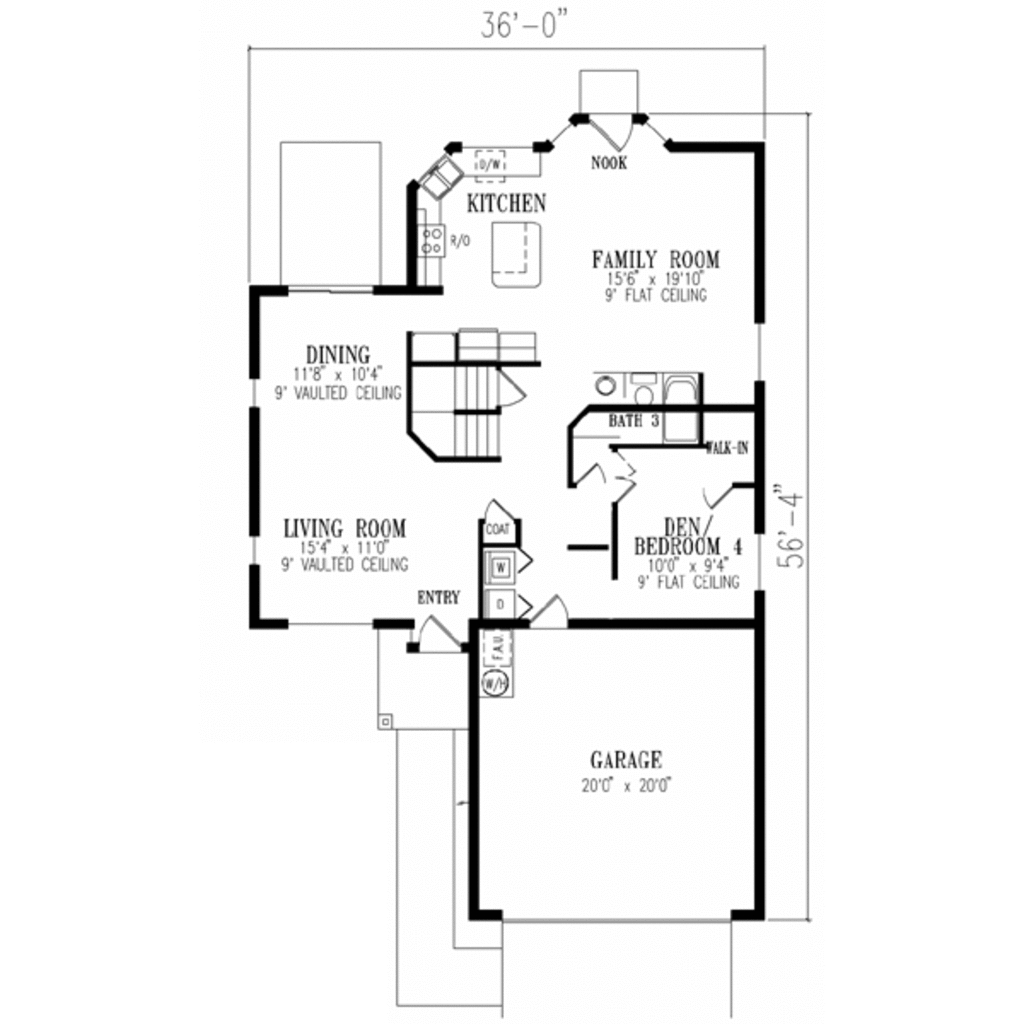 36'-0"
NOOK
D/W
KITCHEN
R/O
FAMILY ROOM
15'6" x 19'10"
9' FLAT CEILING
DINING
11'8" x 10'4"
9' VAULTED CEILING
BATH 3
WALK-IN
56'-4"
LIVING ROOM
15'4" x 11'0"
9' VAULTED CEILING
COAT
DEN/
BEDROOM 4
10'0" x 9'4"
9' FLAT CEILING
W
D
ENTRY
F.A.U.
W/H
GARAGE
20'0" x 20'0"